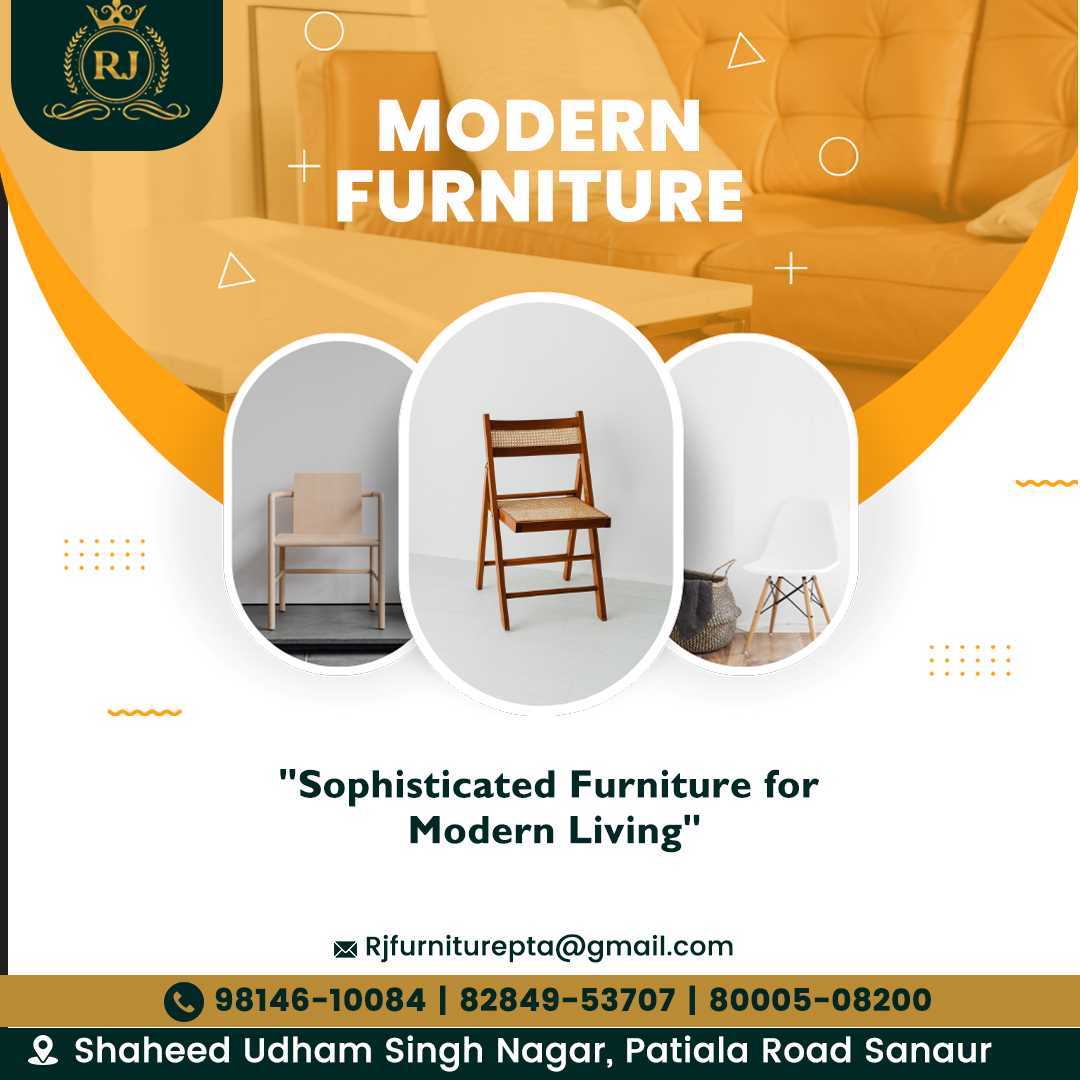 RJ
MODERN
FURNITURE
"Sophisticated Furniture for
Modern Living"
Rjfurniturepta@gmail.com
98146-10084 | 82849-53707 | 80005-08200
Shaheed Udham Singh Nagar, Patiala Road Sanaur